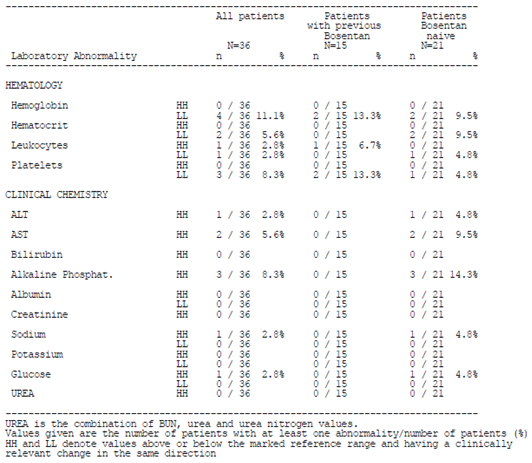 All patients Patients Patients
with previous Bosentan
Bosentan naive
N=36 N=15 N=21
Laboratory Abnormality n % n % n %
HEMATOLOGY
Hemoglobin HH 0 / 36 0 / 15 0 / 21
LL 4 / 36 11.1% 2 / 15 13.3% 2 / 21 9.5%
Hematocrit HH 0 / 36 0 / 15 0 / 21
LL 2 / 36 5.6% 0 / 15 2 / 21 9.5%
Leukocytes HH 1 / 36 2.8% 1 / 15 6.7% 0 / 21
LL 1 / 36 2.8% 0 / 15 1 / 21 4.8%
Platelets HH 0 / 36 0 / 15 0 / 21
LL 3 / 36 8.3% 2 / 15 13.3% 1 / 21 4.8%
CLINICAL CHEMISTRY
ALT HH 1 / 36 2.8% 0 / 15 1 / 21 4.8%
AST HH 2 / 36 5.6% 0 / 15 2 / 21 9.5%
Bilirubin HH 0 / 36 0 / 15 0 / 21
Alkaline Phosphat. HH 3 / 36 8.3% 0 / 15 3 / 21 14.3%
Albumin HH 0 / 36 0 / 15 0 / 21
LL 0 / 36 0 / 15 0 / 21
Creatinine HH 0 / 36 0 / 15 0 / 21
Sodium HH 1 / 36 2.8% 0 / 15 1 / 21 4.8%
LL 0 / 36 0 / 15 0 / 21
Potassium HH 0 / 36 0 / 15 0 / 21
LL 0 / 36 0 / 15 0 / 21
Glucose HH 1 / 36 2.8% 0 / 15 1 / 21 4.8%
LL 0 / 36 0 / 15 0 / 21
UREA HH 0 / 36 0 / 15 0 / 21
UREA is the combination of BUN, urea and urea nitrogen values.
Values given are the number of patients with at least one abnormality/number of patients (%)
HH and LL denote values above or below the marked reference range and having a clinically
relevant change in the same direction